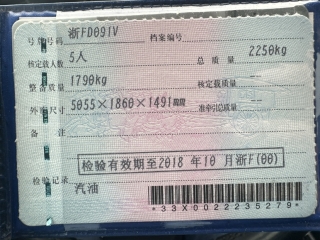 号牌号码 浙FD091V 档案编号
核定载人数 5人 总质量 2250kg
整备质量 1790kg 核定载质量 ---
外廓尺寸 5055×1860×1491mm 准牵引总质量 ---
备注
检验有效期至2018年10月浙F(00)
检验记录
汽油
*33X0022235279*